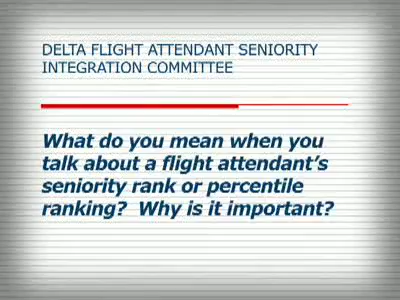 DELTA FLIGHT ATTENDANT SENIORITY
INTEGRATION COMMITTEE
What do you mean when you
talk about a flight attendant's
seniority rank or percentile
ranking?  Why is it important?